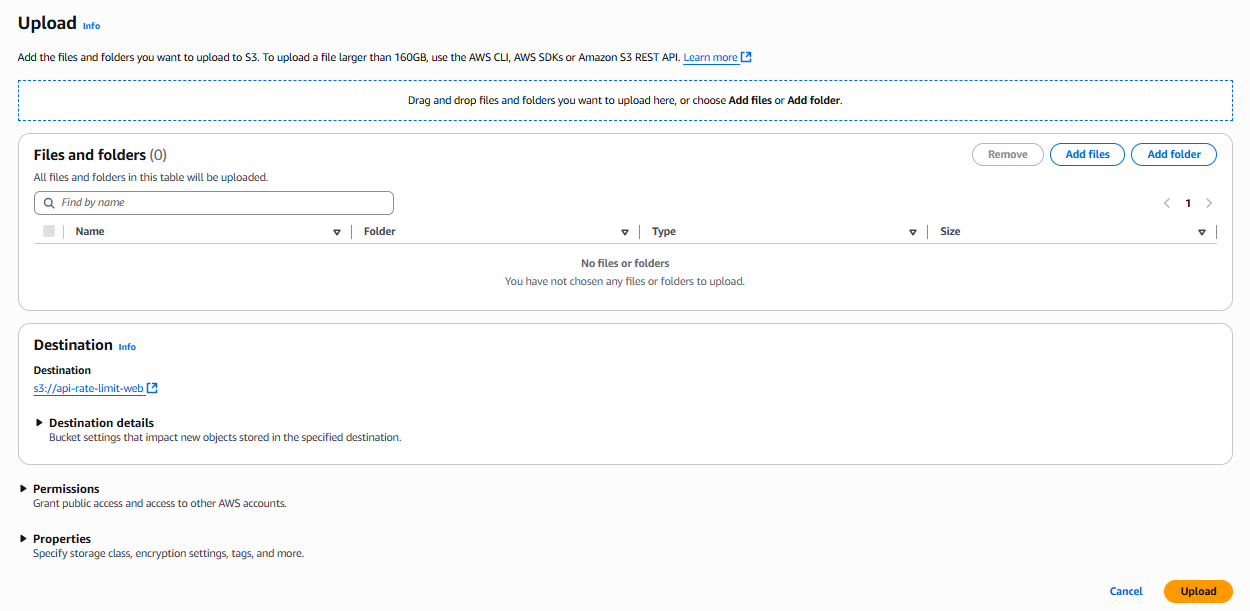 Upload Info
Add the files and folders you want to upload to S3. To upload a file larger than 160GB, use the AWS CLI, AWS SDKs or Amazon S3 REST API. Learn more
Drag and drop files and folders you want to upload here, or choose Add files or Add folder.
Files and folders (0)
Remove
Add files
Add folder
All files and folders in this table will be uploaded.
Find by name
1
Name
Folder
Type
Size
No files or folders
You have not chosen any files or folders to upload.
Destination Info
Destination
s3://api-rate-limit-web
Destination details
Bucket settings that impact new objects stored in the specified destination.
Permissions
Grant public access and access to other AWS accounts.
Properties
Specify storage class, encryption settings, tags, and more.
Cancel
Upload